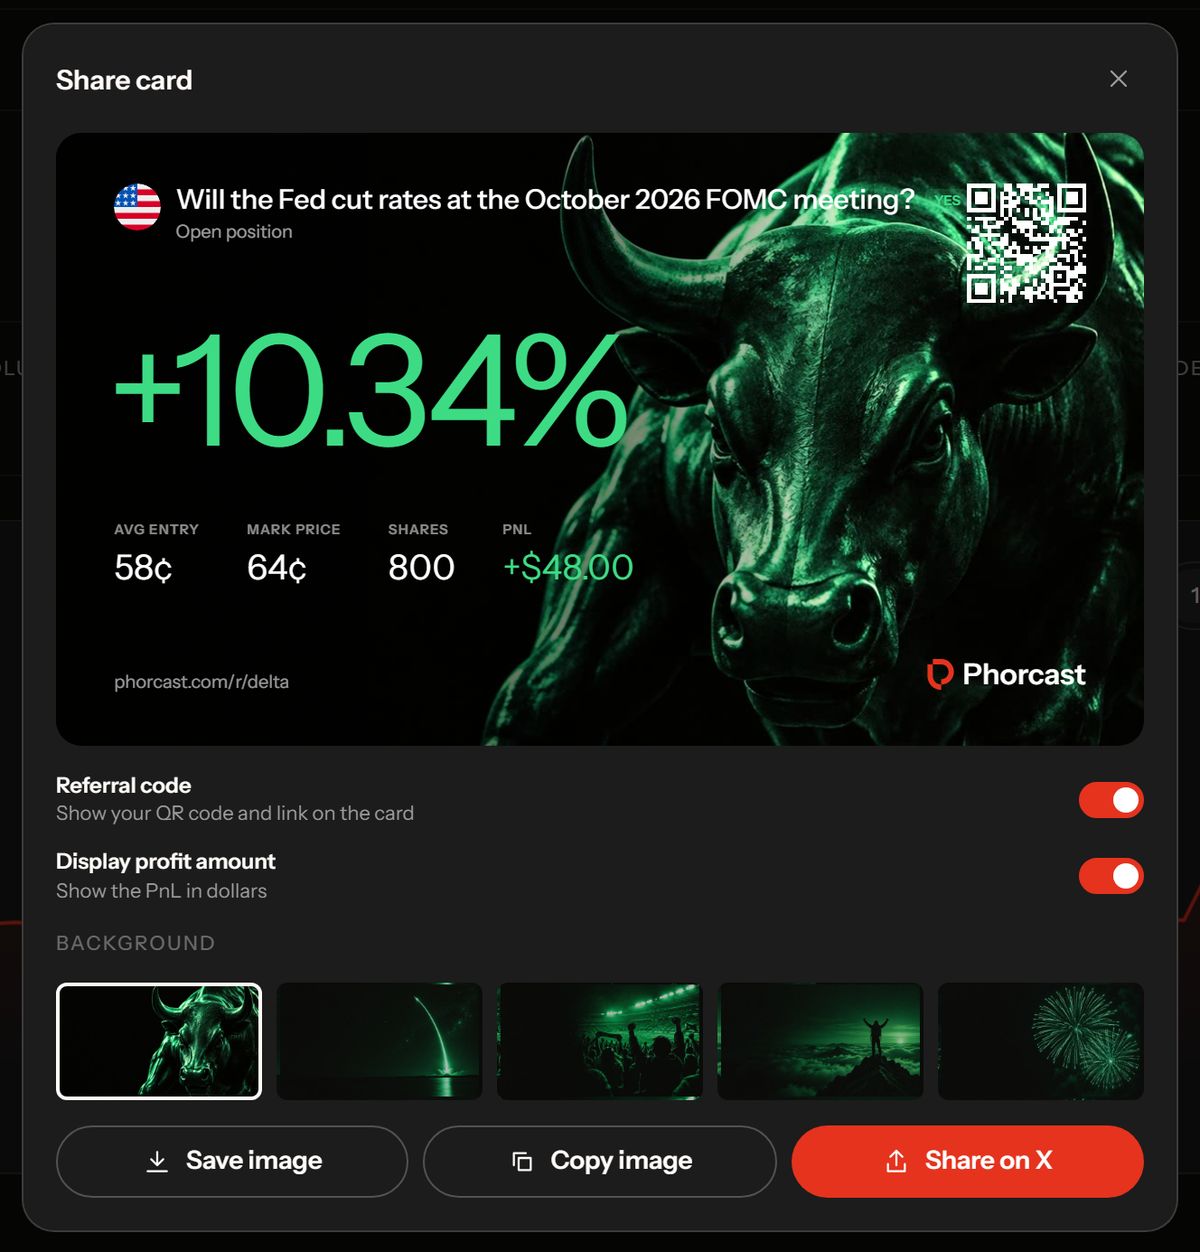 Share card
Will the Fed cut rates at the October 2026 FOMC meeting? YES
Open position
+10.34%
AVG ENTRY MARK PRICE SHARES PNL
58¢ 64¢ 800 +$48.00
phorcast.com/r/delta
Phorcast
Referral code
Show your QR code and link on the card
Display profit amount
Show the PnL in dollars
BACKGROUND
Save image Copy image Share on X